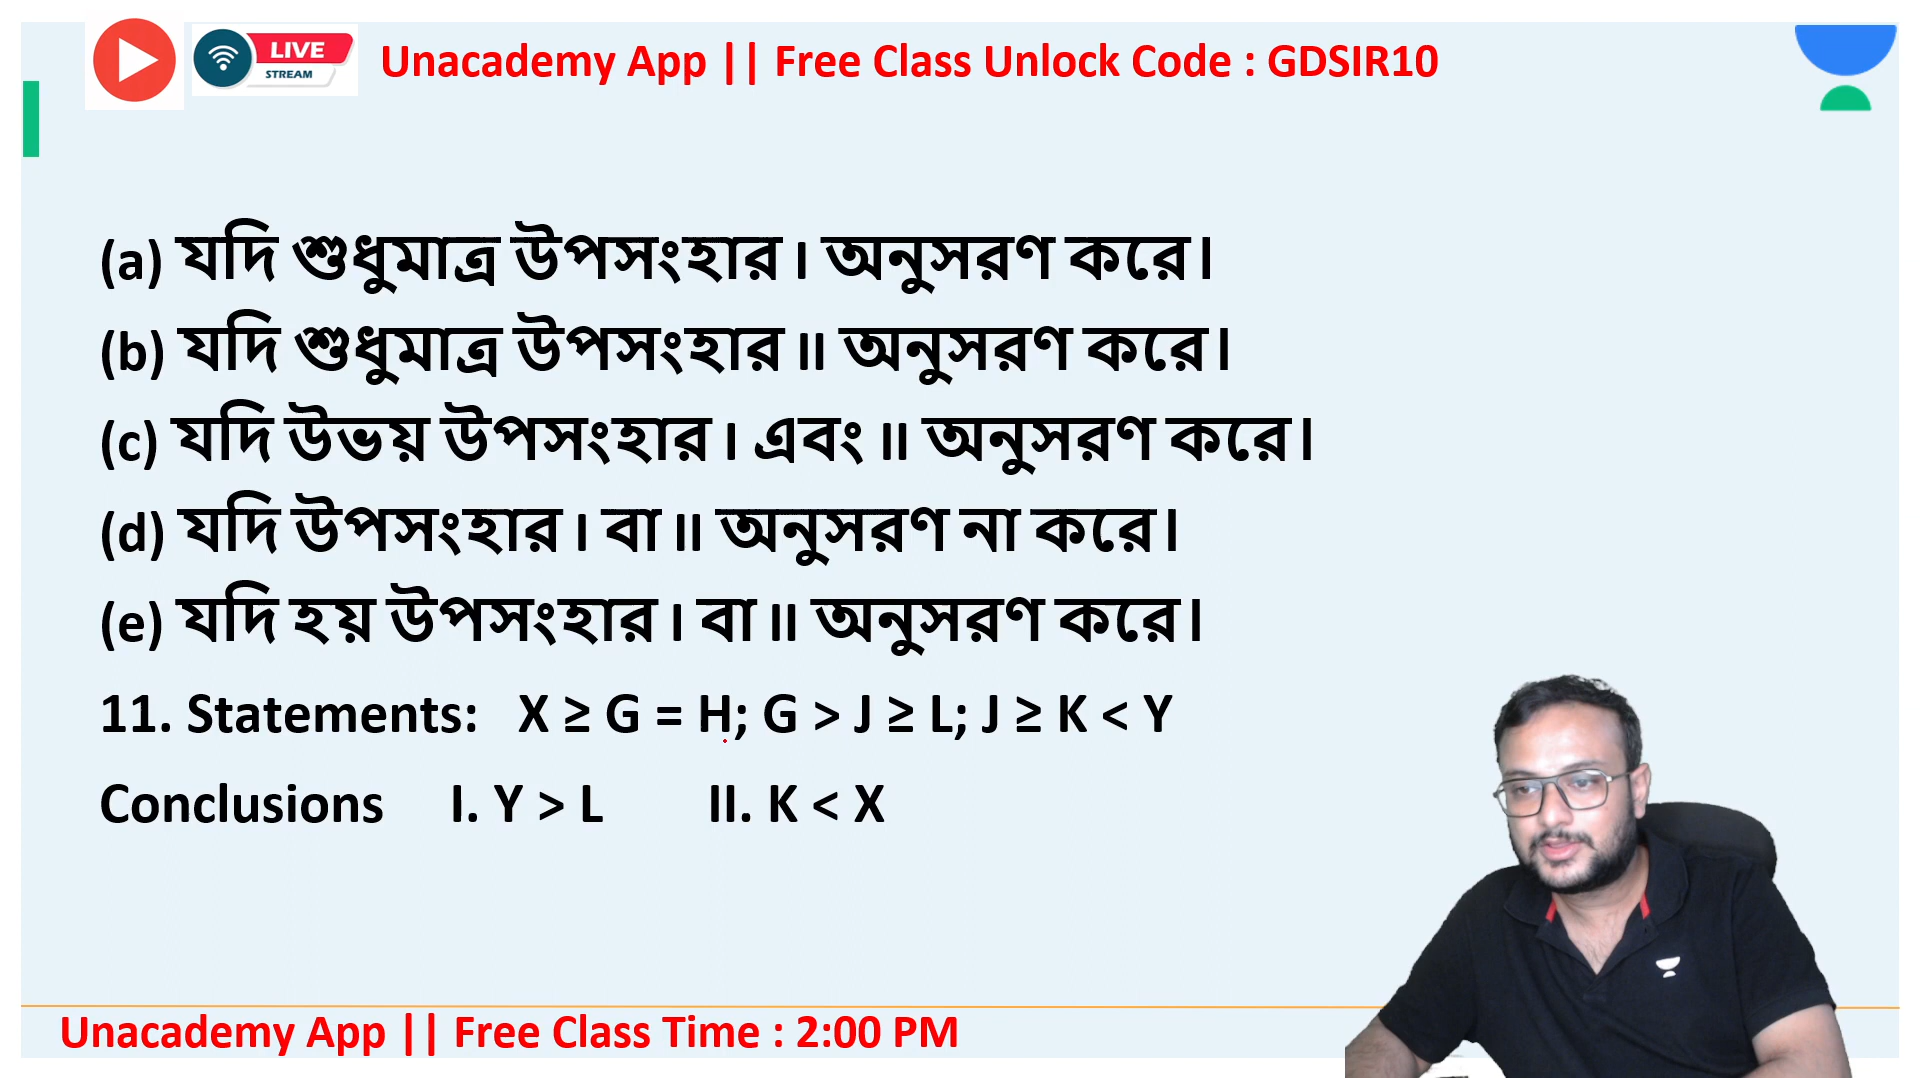 LIVE
STREAM
Unacademy App || Free Class Unlock Code : GDSIR10
(a) যদি শুধুমাত্র উপসংহার I অনুসরণ করে।
(b) যদি শুধুমাত্র উপসংহার II অনুসরণ করে।
(c) যদি উভয় উপসংহার I এবং II অনুসরণ করে।
(d) যদি উপসংহার I বা II অনুসরণ না করে।
(e) যদি হয় উপসংহার I বা II অনুসরণ করে।
11. Statements: X ≥ G = H; G > J ≥ L; J ≥ K < Y
Conclusions I. Y > L II. K < X
Unacademy App || Free Class Time : 2:00 PM